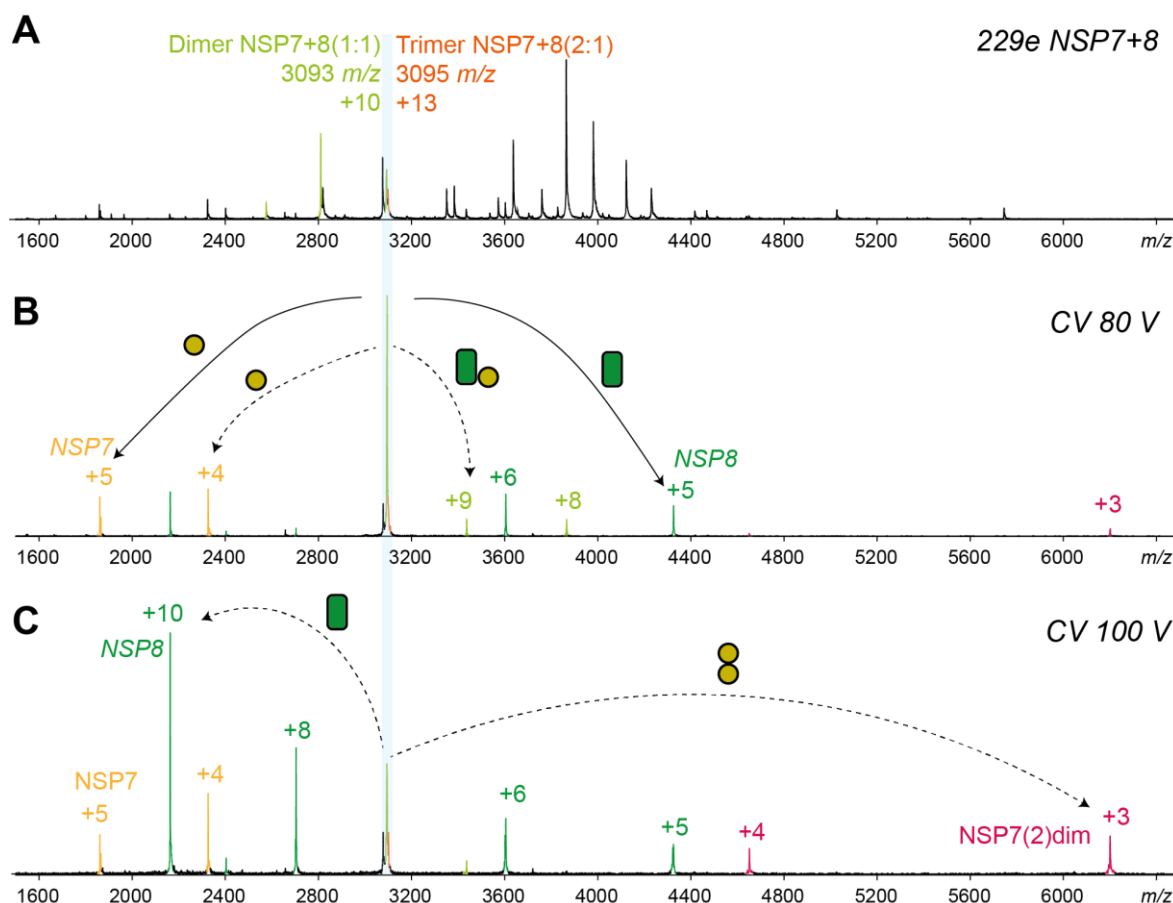 A
Dimer NSP7+8(1:1) Trimer NSP7+8(2:1)
3093 m/z 3095 m/z
+10 +13
229e NSP7+8
1600 2000 2400 2800 3200 3600 4000 4400 4800 5200 5600 6000 m/z
B
CV 80 V
NSP7
+5
+4
+9
+6
+8
NSP8
+5
+3
1600 2000 2400 2800 3200 3600 4000 4400 4800 5200 5600 6000 m/z
C
CV 100 V
+10
NSP8
NSP7
+5
+4
+8
+6
+5
+4
NSP7(2)dim
+3
1600 2000 2400 2800 3200 3600 4000 4400 4800 5200 5600 6000 m/z